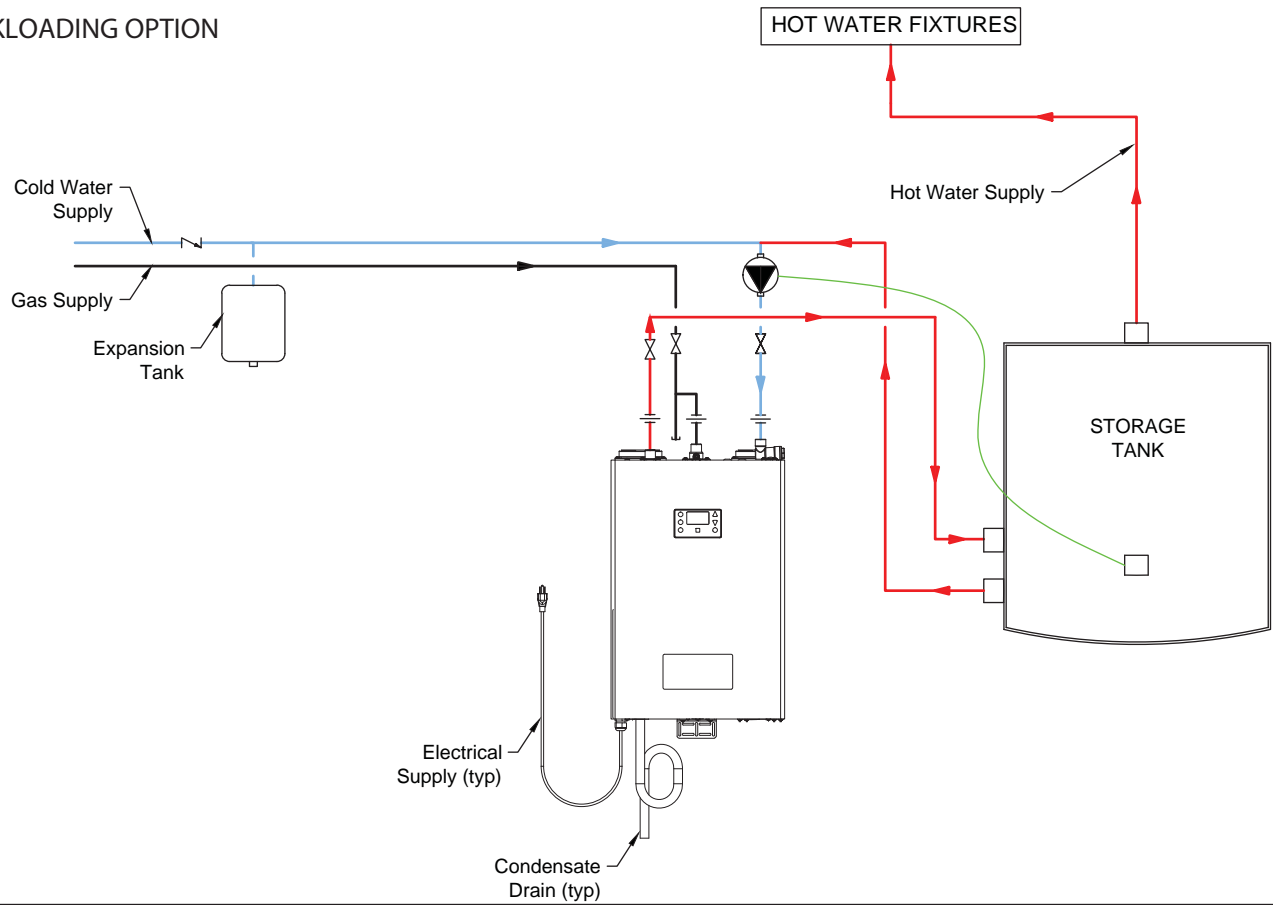 KLOADING OPTION
HOT WATER FIXTURES
Cold Water
Supply
Hot Water Supply
Gas Supply
Expansion
Tank
STORAGE
TANK
Electrical
Supply (typ)
Condensate
Drain (typ)